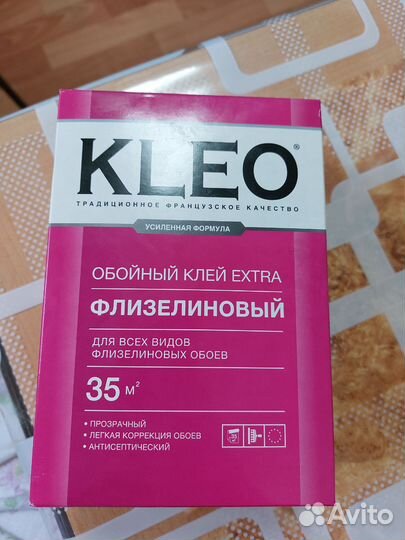 KLEO®
ТРАДИЦИОННОЕ ФРАНЦУЗСКОЕ КАЧЕСТВО
УСИЛЕННАЯ ФОРМУЛА
ОБОЙНЫЙ КЛЕЙ EXTRA
ФЛИЗЕЛИНОВЫЙ
ДЛЯ ВСЕХ ВИДОВ
ФЛИЗЕЛИНОВЫХ ОБОЕВ
35 м²
• ПРОЗРАЧНЫЙ
• ЛЕГКАЯ КОРРЕКЦИЯ ОБОЕВ
• АНТИСЕПТИЧЕСКИЙ
Avito